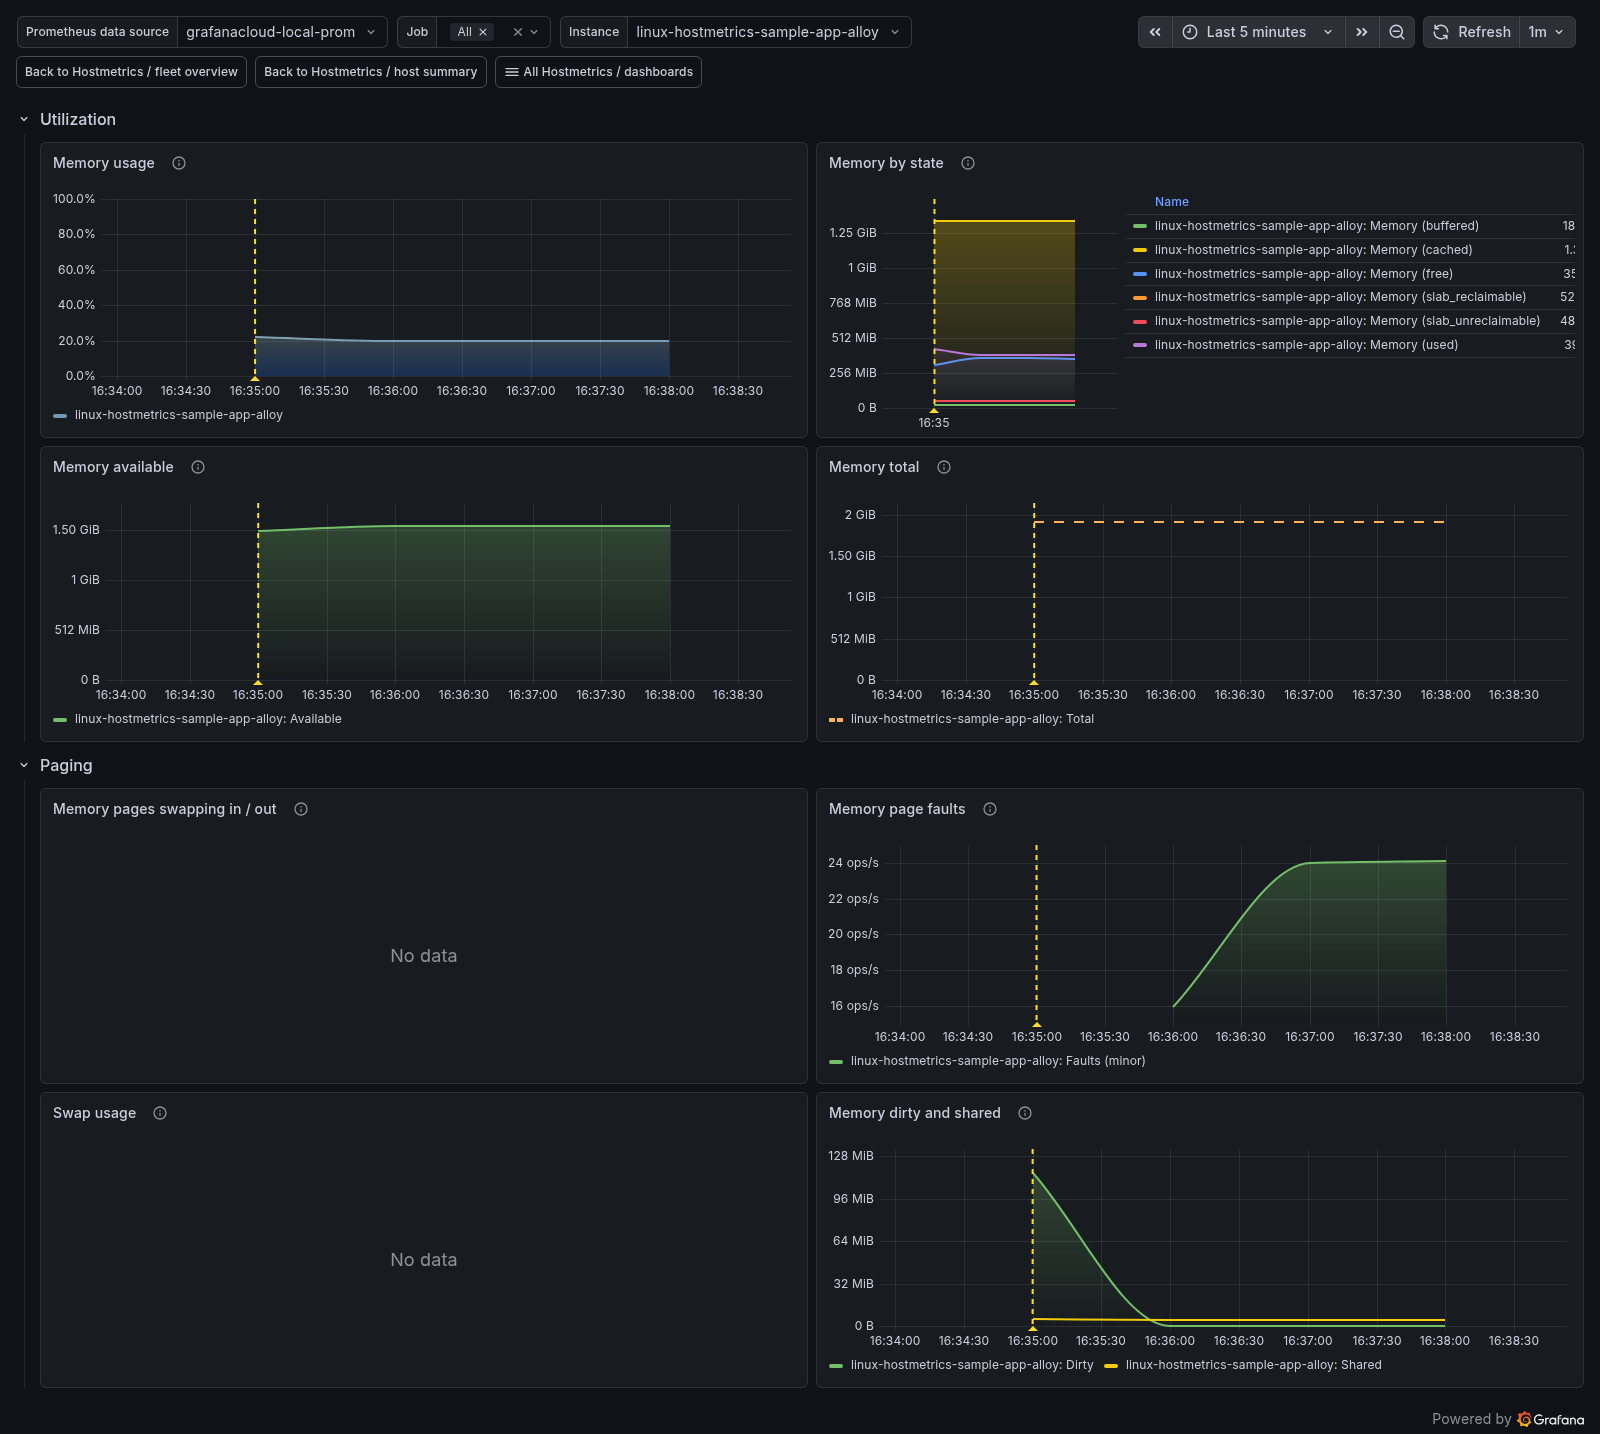 Prometheus data source grafanacloud-local-prom Job All Instance linux-hostmetrics-sample-app-alloy Last 5 minutes Refresh 1m
Back to Hostmetrics / fleet overview Back to Hostmetrics / host summary All Hostmetrics / dashboards
Utilization
Memory usage
100.0%
80.0%
60.0%
40.0%
20.0%
0.0%
16:34:00 16:34:30 16:35:00 16:35:30 16:36:00 16:36:30 16:37:00 16:37:30 16:38:00 16:38:30
linux-hostmetrics-sample-app-alloy
Memory by state
1.25 GiB
1 GiB
768 MiB
512 MiB
256 MiB
0 B
16:35
Name
linux-hostmetrics-sample-app-alloy: Memory (buffered) 18
linux-hostmetrics-sample-app-alloy: Memory (cached) 1.
linux-hostmetrics-sample-app-alloy: Memory (free) 35
linux-hostmetrics-sample-app-alloy: Memory (slab_reclaimable) 52
linux-hostmetrics-sample-app-alloy: Memory (slab_unreclaimable) 48
linux-hostmetrics-sample-app-alloy: Memory (used) 39
Memory available
1.50 GiB
1 GiB
512 MiB
0 B
16:34:00 16:34:30 16:35:00 16:35:30 16:36:00 16:36:30 16:37:00 16:37:30 16:38:00 16:38:30
linux-hostmetrics-sample-app-alloy: Available
Memory total
2 GiB
1.50 GiB
1 GiB
512 MiB
0 B
16:34:00 16:34:30 16:35:00 16:35:30 16:36:00 16:36:30 16:37:00 16:37:30 16:38:00 16:38:30
linux-hostmetrics-sample-app-alloy: Total
Paging
Memory pages swapping in / out
No data
Memory page faults
24 ops/s
22 ops/s
20 ops/s
18 ops/s
16 ops/s
16:34:00 16:34:30 16:35:00 16:35:30 16:36:00 16:36:30 16:37:00 16:37:30 16:38:00 16:38:30
linux-hostmetrics-sample-app-alloy: Faults (minor)
Swap usage
No data
Memory dirty and shared
128 MiB
96 MiB
64 MiB
32 MiB
0 B
16:34:00 16:34:30 16:35:00 16:35:30 16:36:00 16:36:30 16:37:00 16:37:30 16:38:00 16:38:30
linux-hostmetrics-sample-app-alloy: Dirty linux-hostmetrics-sample-app-alloy: Shared
Powered by Grafana